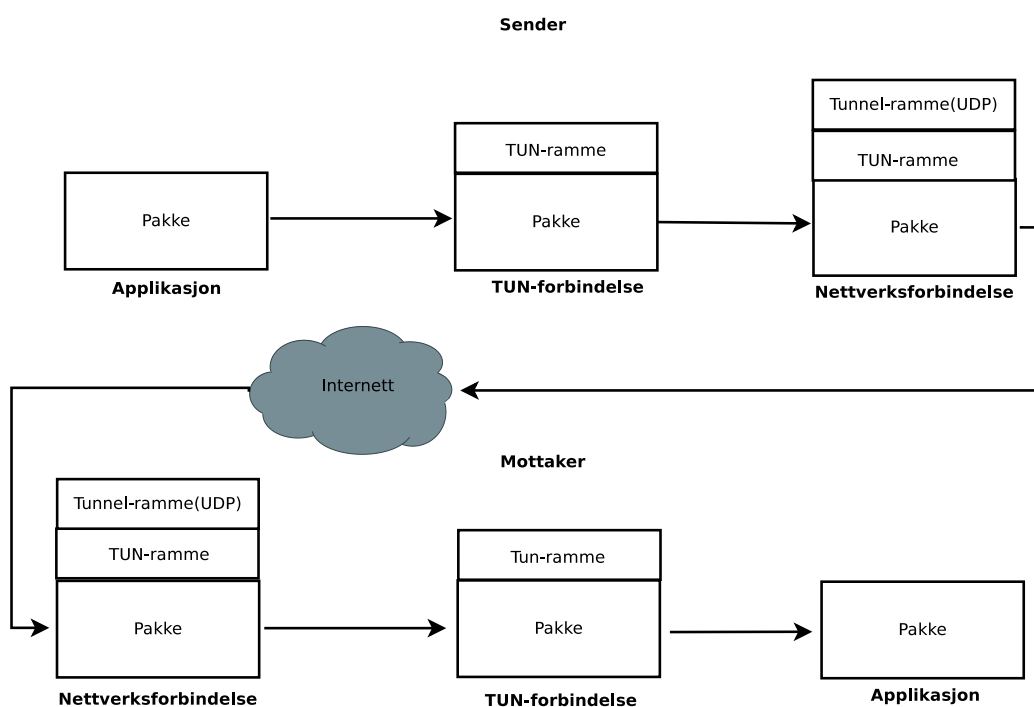 Sender
Tunnel-ramme(UDP)
TUN-ramme
TUN-ramme
Pakke
Pakke
Pakke
Applikasjon
TUN-forbindelse
Nettverksforbindelse
Internett
Mottaker
Tunnel-ramme(UDP)
TUN-ramme
Tun-ramme
Pakke
Pakke
Pakke
Nettverksforbindelse
TUN-forbindelse
Applikasjon